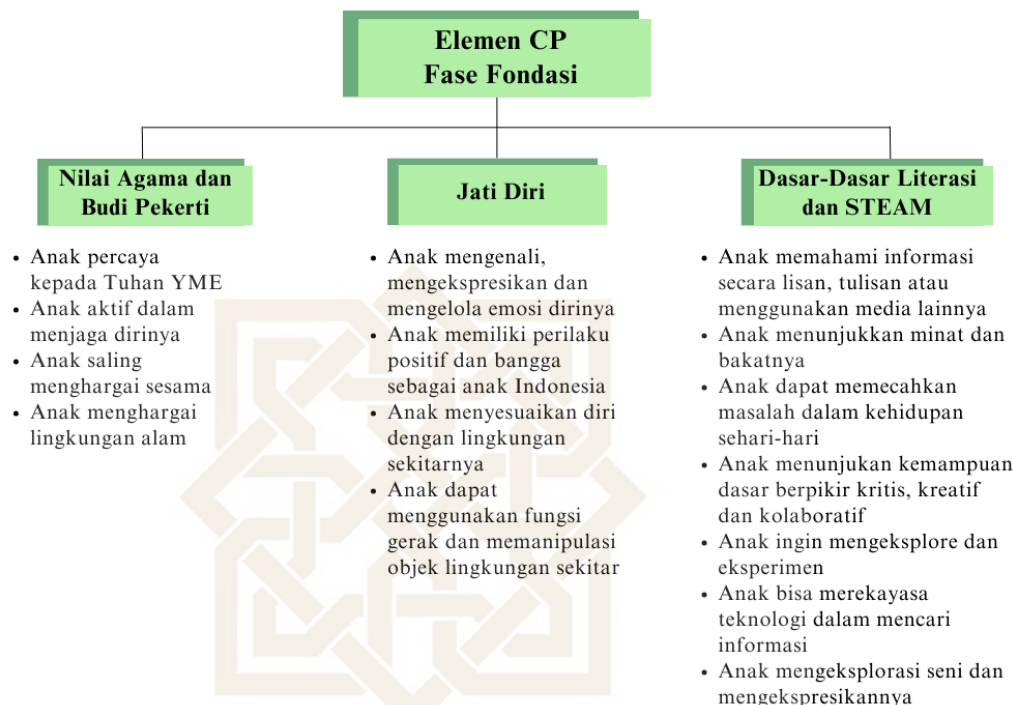 Elemen CP
Fase Fondasi
Nilai Agama dan
Budi Pekerti
• Anak percaya
kepada Tuhan YME
• Anak aktif dalam
menjaga dirinya
• Anak saling
menghargai sesama
• Anak menghargai
lingkungan alam
Jati Diri
• Anak mengenali,
mengekspresikan dan
mengelola emosi dirinya
• Anak memiliki perilaku
positif dan bangga
sebagai anak Indonesia
• Anak menyesuaikan diri
dengan lingkungan
sekitarnya
• Anak dapat
menggunakan fungsi
gerak dan memanipulasi
objek lingkungan sekitar
Dasar-Dasar Literasi
dan STEAM
• Anak memahami informasi
secara lisan, tulisan atau
menggunakan media lainnya
• Anak menunjukkan minat dan
bakatnya
• Anak dapat memecahkan
masalah dalam kehidupan
sehari-hari
• Anak menunjukan kemampuan
dasar berpikir kritis, kreatif
dan kolaboratif
• Anak ingin mengeksplore dan
eksperimen
• Anak bisa merekayasa
teknologi dalam mencari
informasi
• Anak mengeksplorasi seni dan
mengekspresikannya